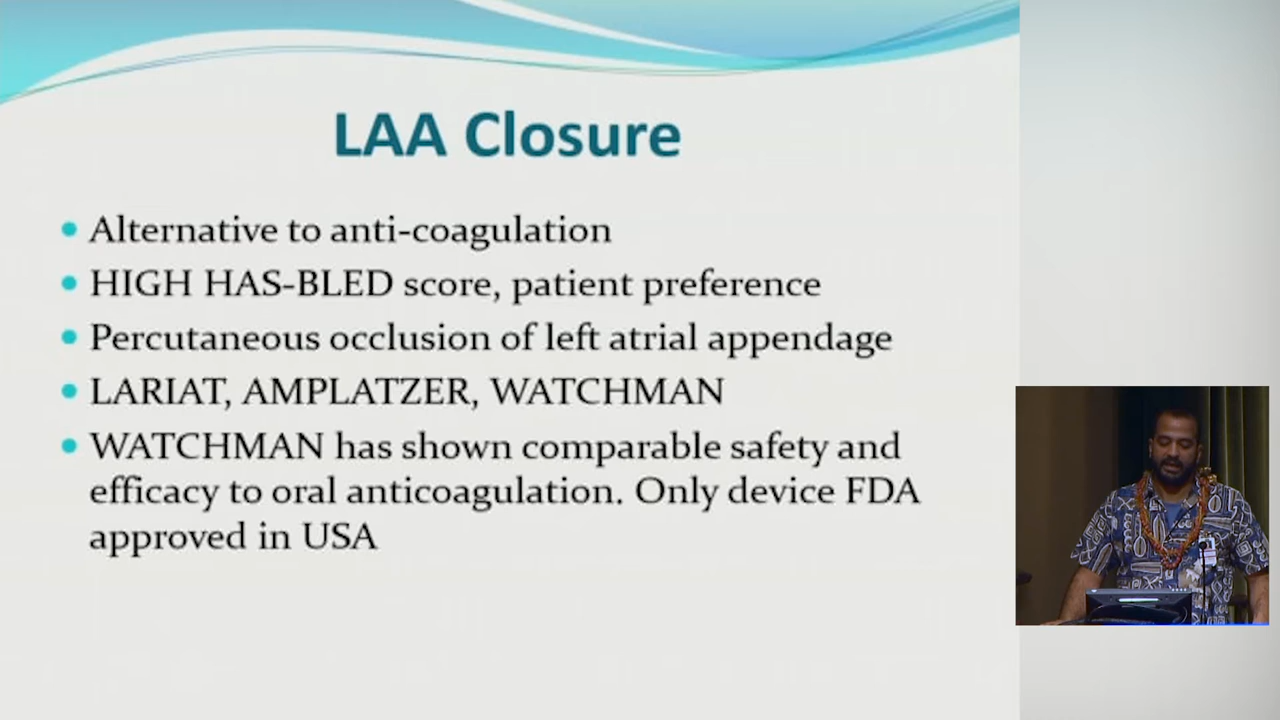 LAA Closure
Alternative to anti-coagulation
HIGH HAS-BLED score, patient preference
Percutaneous occlusion of left atrial appendage
LARIAT, AMPLATZER, WATCHMAN
WATCHMAN has shown comparable safety and
efficacy to oral anticoagulation. Only device FDA
approved in USA